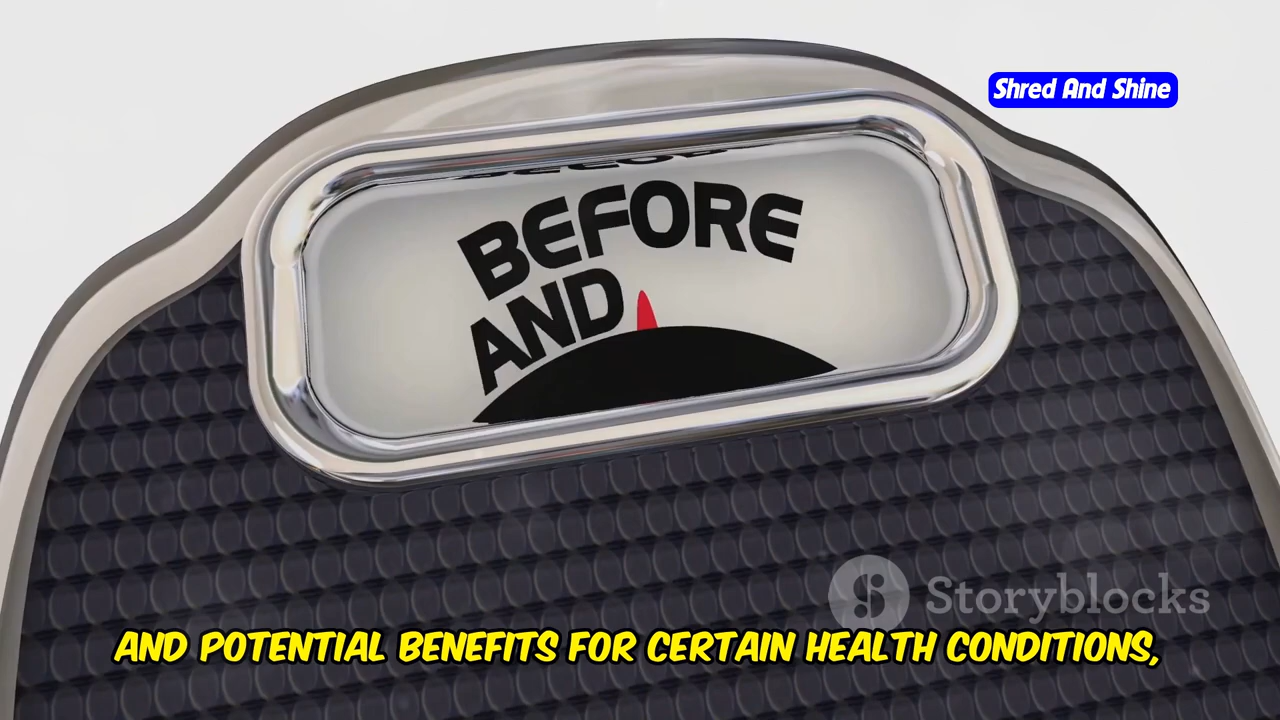 Shred And Shine
BEFORE
AND
Storyblocks
AND POTENTIAL BENEFITS FOR CERTAIN HEALTH CONDITIONS,